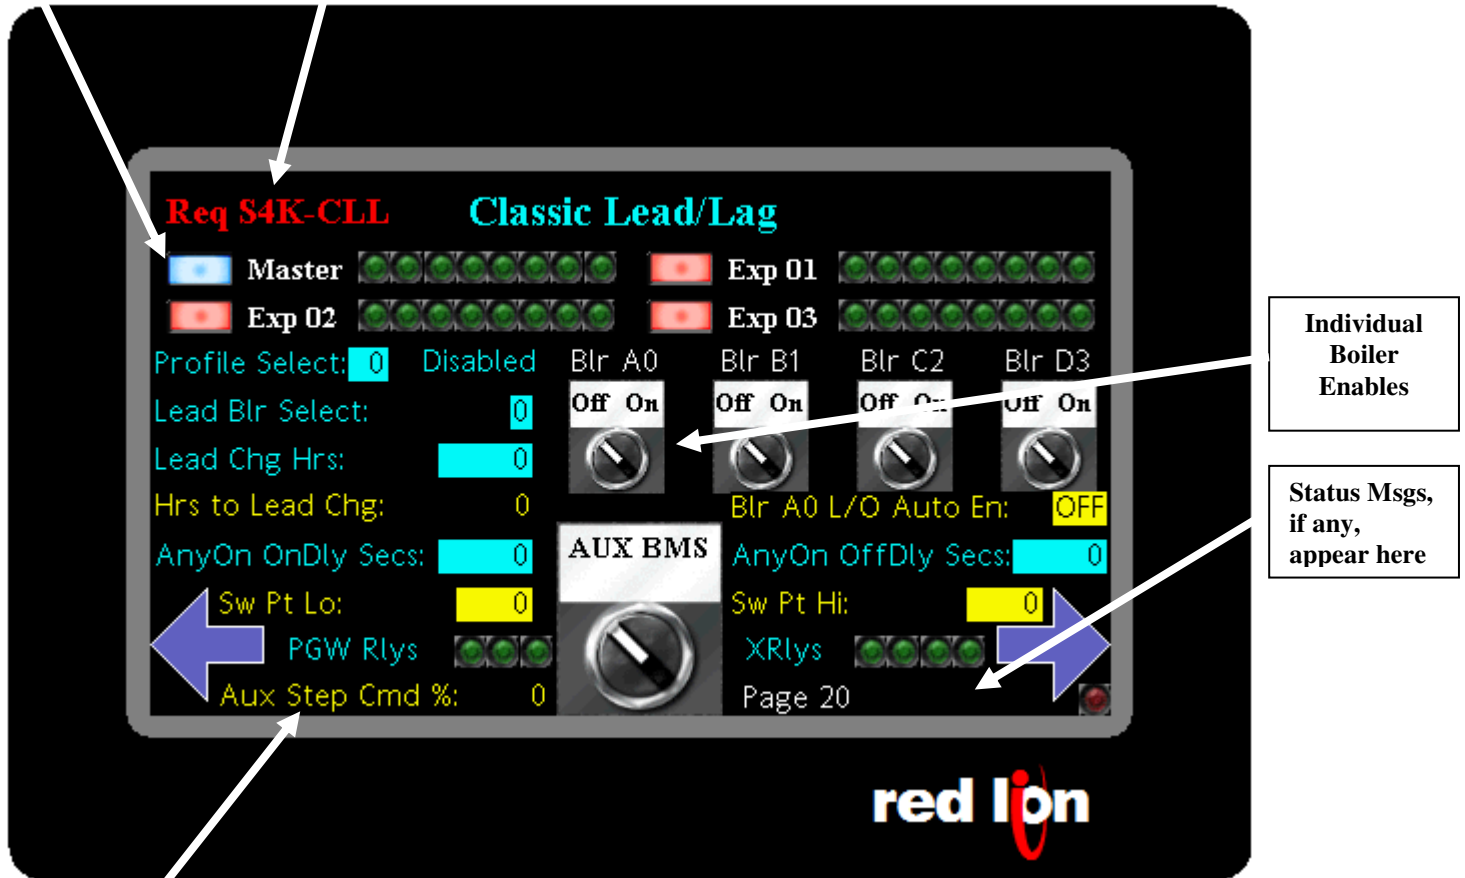 Req S4K-CLL Classic Lead/Lag
Master Exp 01
Exp 02 Exp 03
Profile Select: 0 Disabled Blr A0 Blr B1 Blr C2 Blr D3
Lead Blr Select: 0 Off On Off On Off On Off On
Lead Chg Hrs: 0
Hrs to Lead Chg: 0 Blr A0 L/O Auto En: OFF
AnyOn OnDly Secs: 0 AUX BMS AnyOn OffDly Secs: 0
Sw Pt Lo: 0 Sw Pt Hi: 0
PGW Rlys XRlys
Aux Step Cmd %: 0 Page 20
red lion
Individual
Boiler
Enables
Status Msgs,
if any,
appear here